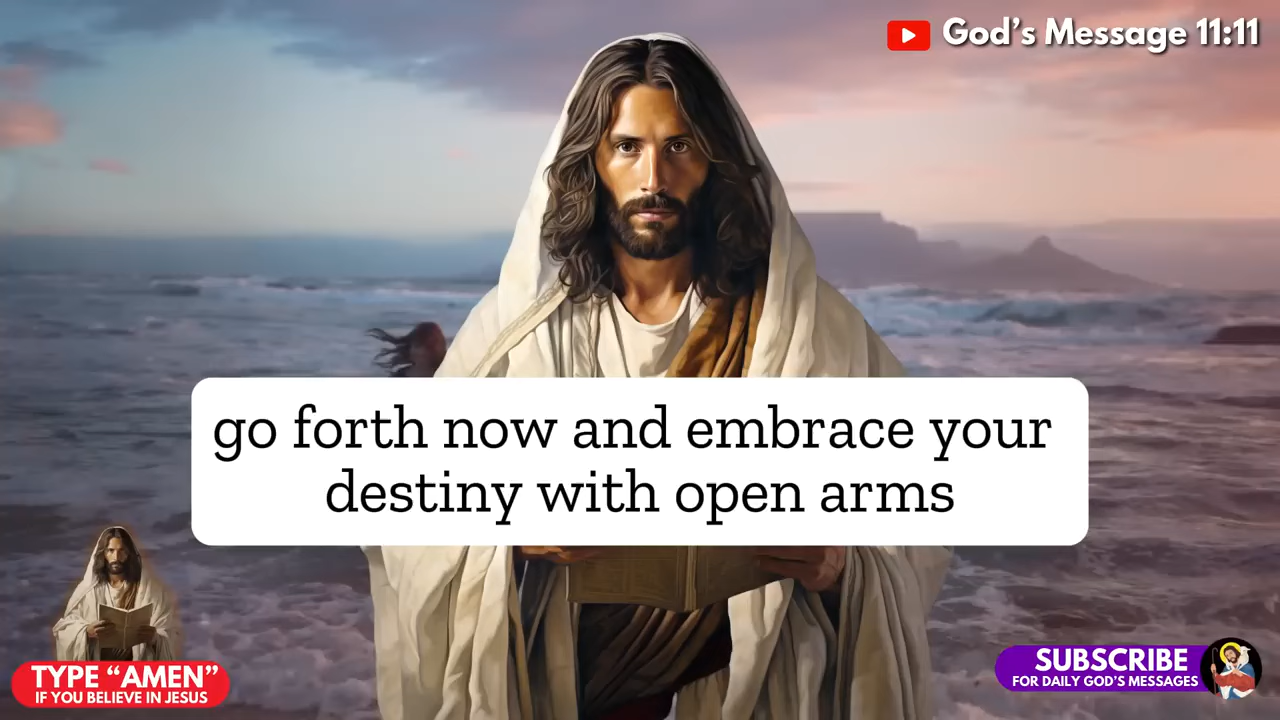 God's Message 11:11
go forth now and embrace your
destiny with open arms
TYPE “AMEN”
IF YOU BELIEVE IN JESUS
SUBSCRIBE
FOR DAILY GOD'S MESSAGES